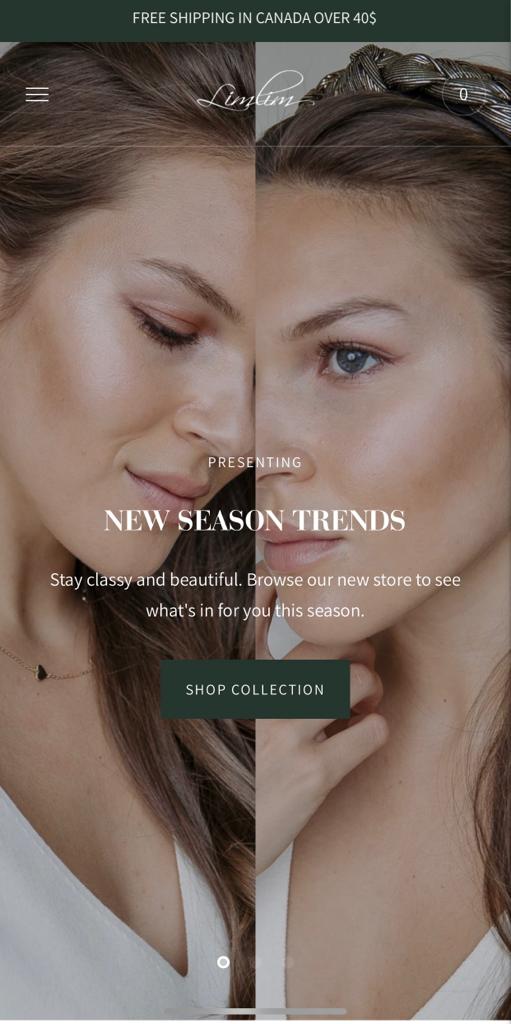 FREE SHIPPING IN CANADA OVER 40$
Limlim
0
PRESENTING
NEW SEASON TRENDS
Stay classy and beautiful. Browse our new store to see
what's in for you this season.
SHOP COLLECTION